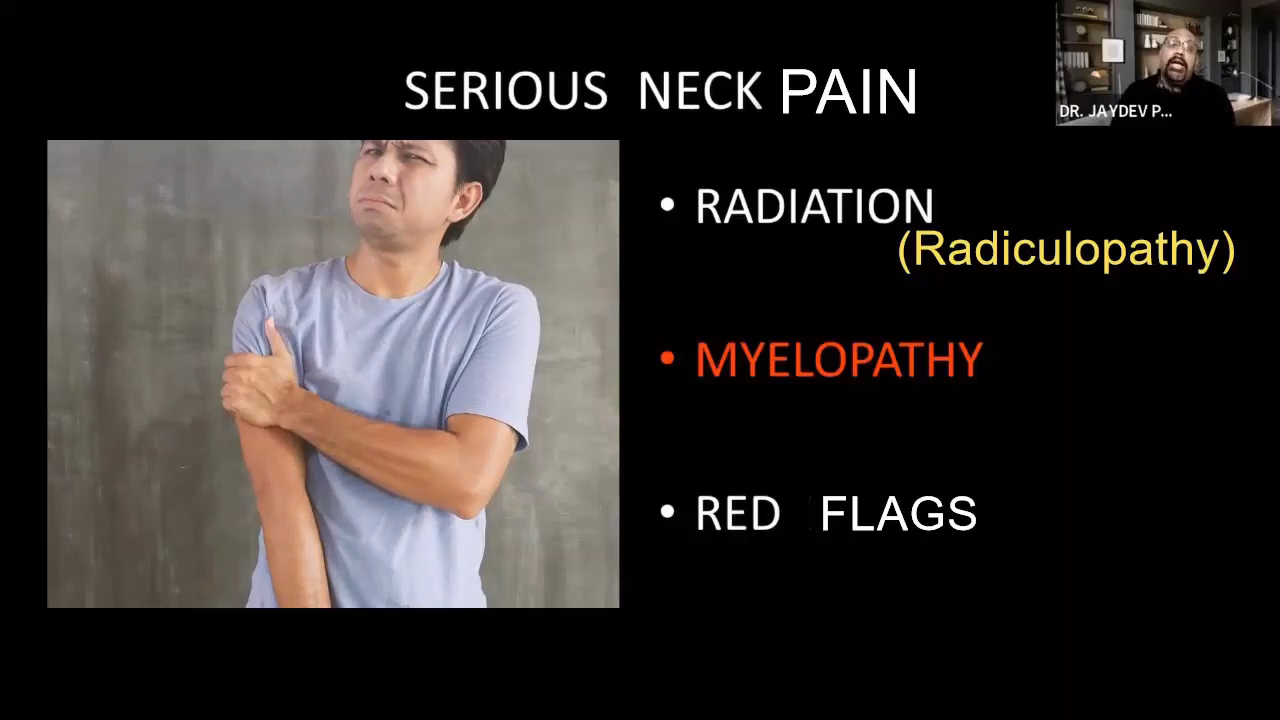 SERIOUS NECK PAIN
DR. JAYDEV P...
• RADIATION
(Radiculopathy)
• MYELOPATHY
• RED FLAGS